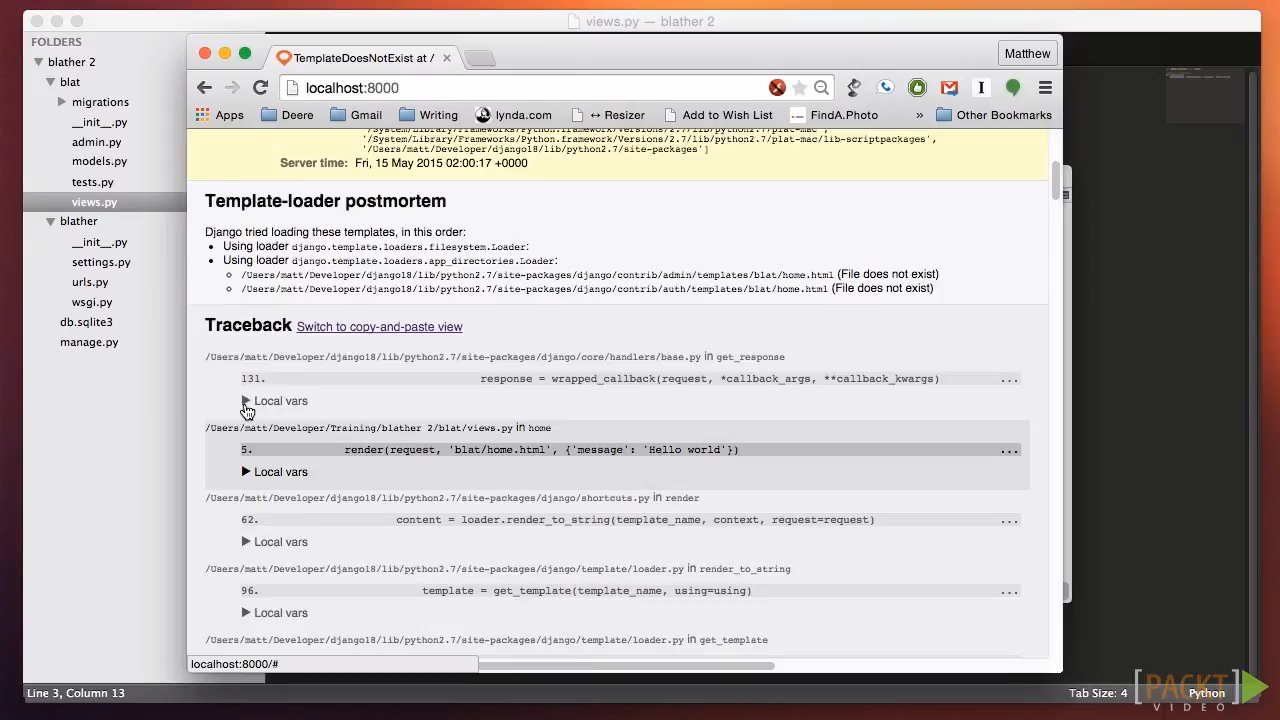 views.py — blather 2
FOLDERS
blather 2
blat
migrations
__init__.py
admin.py
models.py
tests.py
views.py
blather
__init__.py
settings.py
urls.py
wsgi.py
db.sqlite3
manage.py
TemplateDoesNotExist at /
Matthew
localhost:8000
Apps
Deere
Gmail
Writing
lynda.com
↔ Resizer
Add to Wish List
FindA.Photo
»
Other Bookmarks
'/System/Library/Frameworks/Python.framework/Versions/2.7/lib/python2.7/plat-mac',
'/System/Library/Frameworks/Python.framework/Versions/2.7/lib/python2.7/plat-mac/lib-scriptpackages',
'/Users/matt/Developer/django18/lib/python2.7/site-packages']
Server time: Fri, 15 May 2015 02:00:17 +0000
Template-loader postmortem
Django tried loading these templates, in this order:
Using loader django.template.loaders.filesystem.Loader:
Using loader django.template.loaders.app_directories.Loader:
/Users/matt/Developer/django18/lib/python2.7/site-packages/django/contrib/admin/templates/blat/home.html (File does not exist)
/Users/matt/Developer/django18/lib/python2.7/site-packages/django/contrib/auth/templates/blat/home.html (File does not exist)
Traceback Switch to copy-and-paste view
/Users/matt/Developer/django18/lib/python2.7/site-packages/django/core/handlers/base.py in get_response
131. response = wrapped_callback(request, *callback_args, **callback_kwargs) ...
Local vars
/Users/matt/Developer/Training/blather 2/blat/views.py in home
5. render(request, 'blat/home.html', {'message': 'Hello world'}) ...
Local vars
/Users/matt/Developer/django18/lib/python2.7/site-packages/django/shortcuts.py in render
62. content = loader.render_to_string(template_name, context, request=request) ...
Local vars
/Users/matt/Developer/django18/lib/python2.7/site-packages/django/template/loader.py in render_to_string
96. template = get_template(template_name, using=using) ...
Local vars
/Users/matt/Developer/django18/lib/python2.7/site-packages/django/template/loader.py in get_template
localhost:8000/#
Line 3, Column 13
Tab Size: 4
Python
PACKT
VIDEO